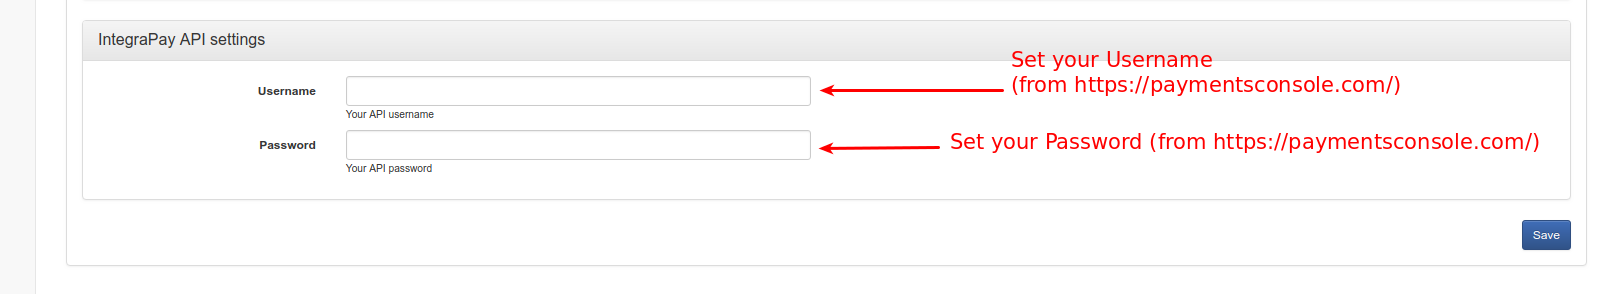 IntegraPay API settings
Set your Username
(from https://paymentsconsole.com/)
Username
Your API username
Set your Password (from https://paymentsconsole.com/)
Password
Your API password
Save